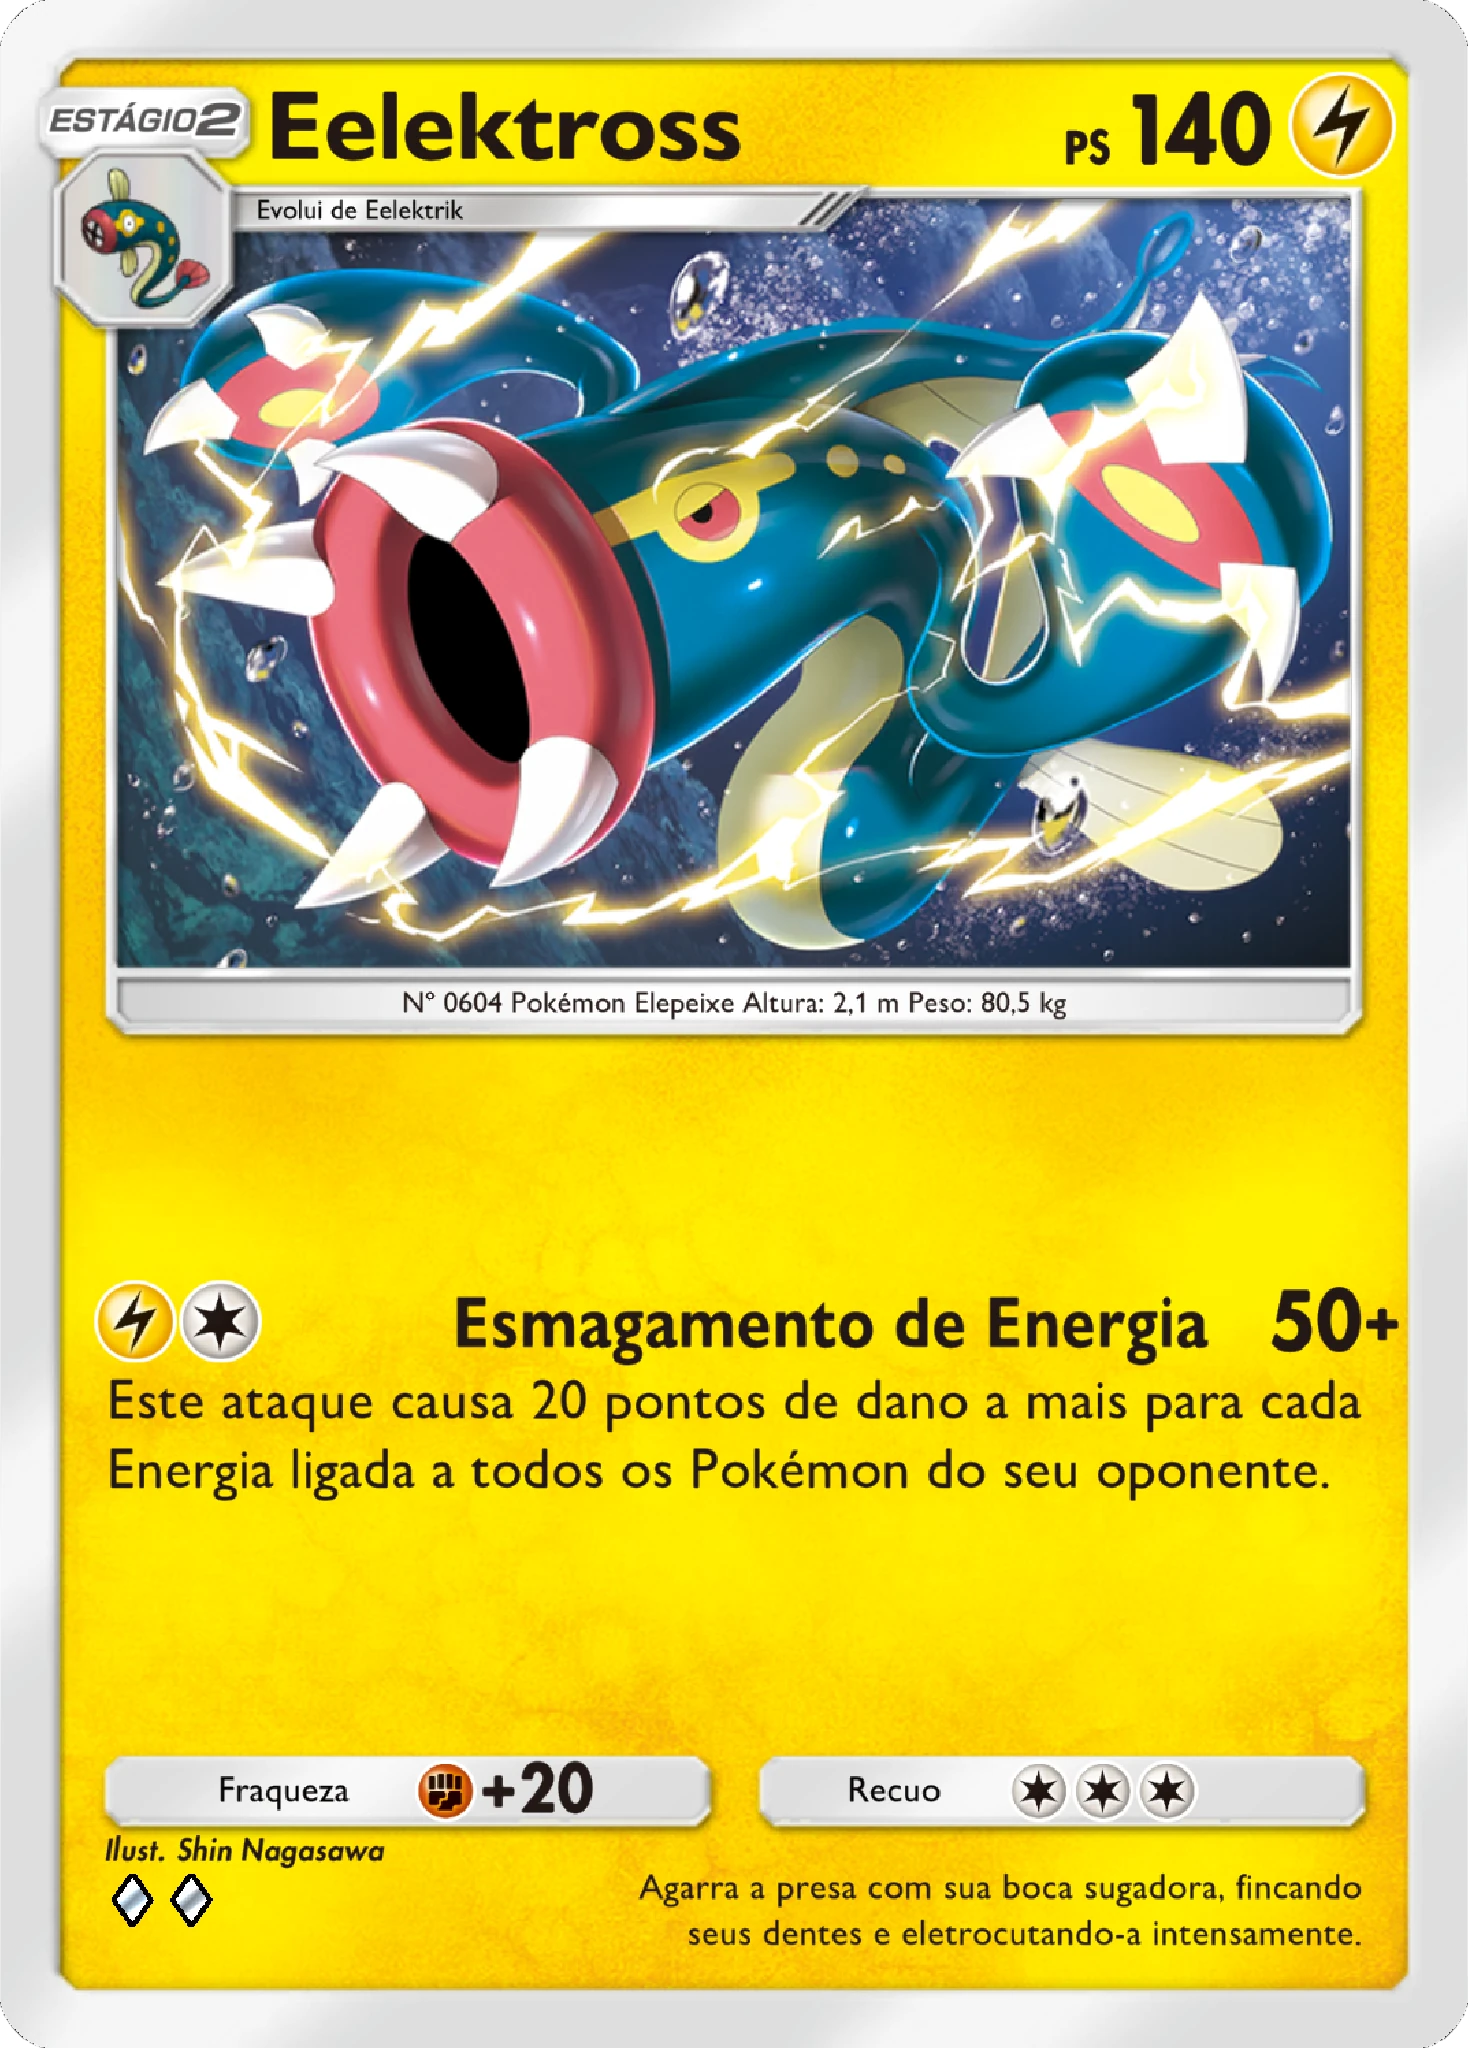 ESTÁGIO2
Eelektross
PS 140
Evolui de Eelektrik
N° 0604 Pokémon Elepeixe Altura: 2,1 m Peso: 80,5 kg
Esmagamento de Energia 50+
Este ataque causa 20 pontos de dano a mais para cada
Energia ligada a todos os Pokémon do seu oponente.
Fraqueza +20
Recuo
Ilust. Shin Nagasawa
Agarra a presa com sua boca sugadora, fincando
seus dentes e eletrocutando-a intensamente.